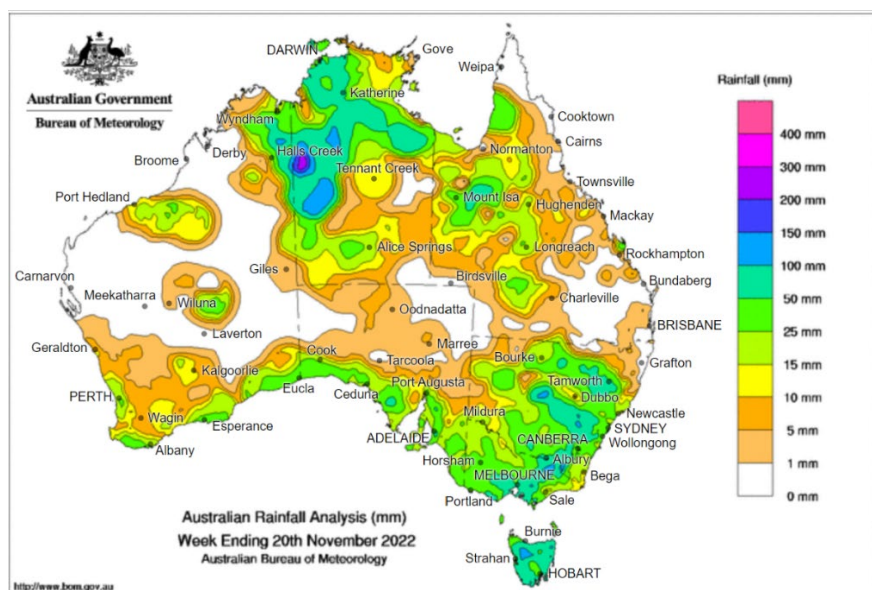 Australian Government
Bureau of Meteorology
DARWIN
Gove
Weipa
Katherine
Cooktown
Wyndham
Cairns
Normanton
Derby
Halls Creek
Broome
Tennant Creek
Townsville
Port Hedland
Mount Isa
Hughenden
Mackay
Alice Springs
Longreach
Rockhampton
Giles
Birdsville
Carnarvon
Bundaberg
Meekatharra
Wiluna
Charleville
Oodnadatta
BRISBANE
Laverton
Marree
Geraldton
Cook
Tarcoola
Bourke
Grafton
Kalgoorlie
Eucla
Port Augusta
Tamworth
Ceduna
PERTH
Dubbo
Wagin
Mildura
Newcastle
Esperance
SYDNEY
ADELAIDE
CANBERRA
Wollongong
Albany
Horsham
Albury
MELBOURNE
Bega
Portland
Sale
Burnie
Strahan
HOBART
Rainfall (mm)
400 mm
300 mm
200 mm
150 mm
100 mm
50 mm
25 mm
15 mm
10 mm
5 mm
1 mm
0 mm
Australian Rainfall Analysis (mm)
Week Ending 20th November 2022
Australian Bureau of Meteorology
http://www.bom.gov.au